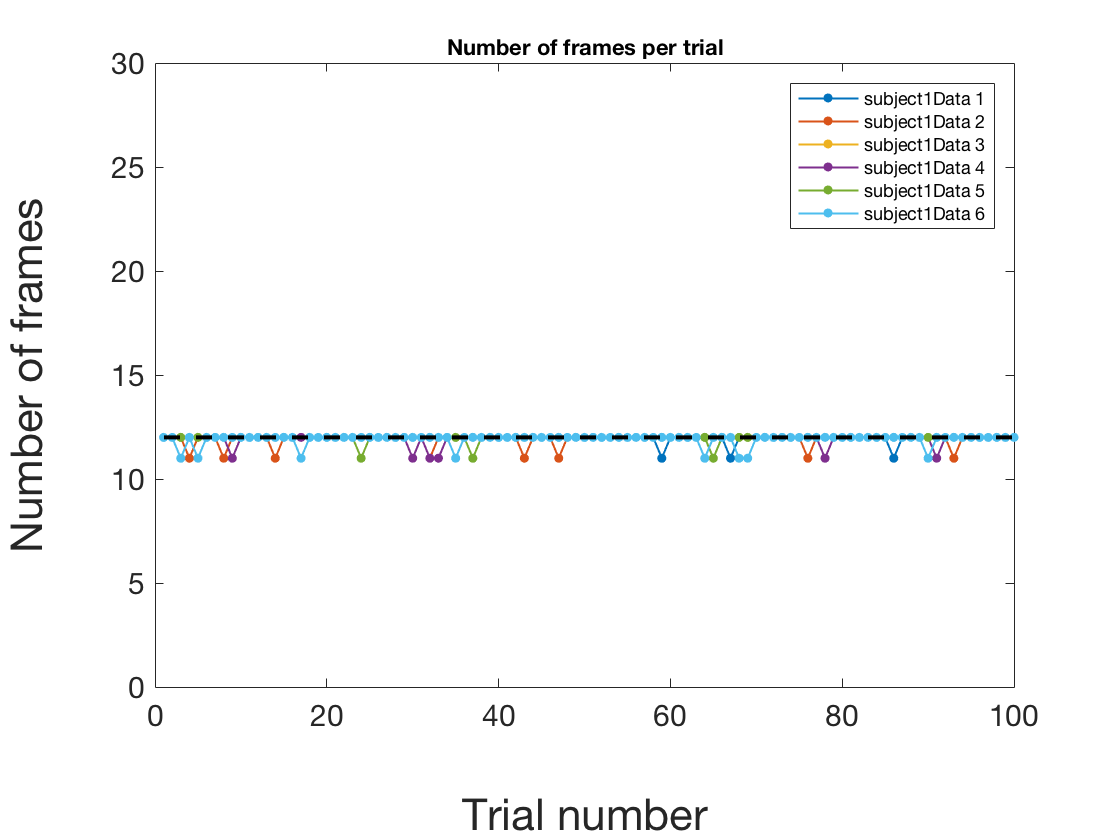 Number of frames per trial
30
25
20
15
10
5
0
Number of frames
0 20 40 60 80 100
Trial number
subject1Data 1
subject1Data 2
subject1Data 3
subject1Data 4
subject1Data 5
subject1Data 6